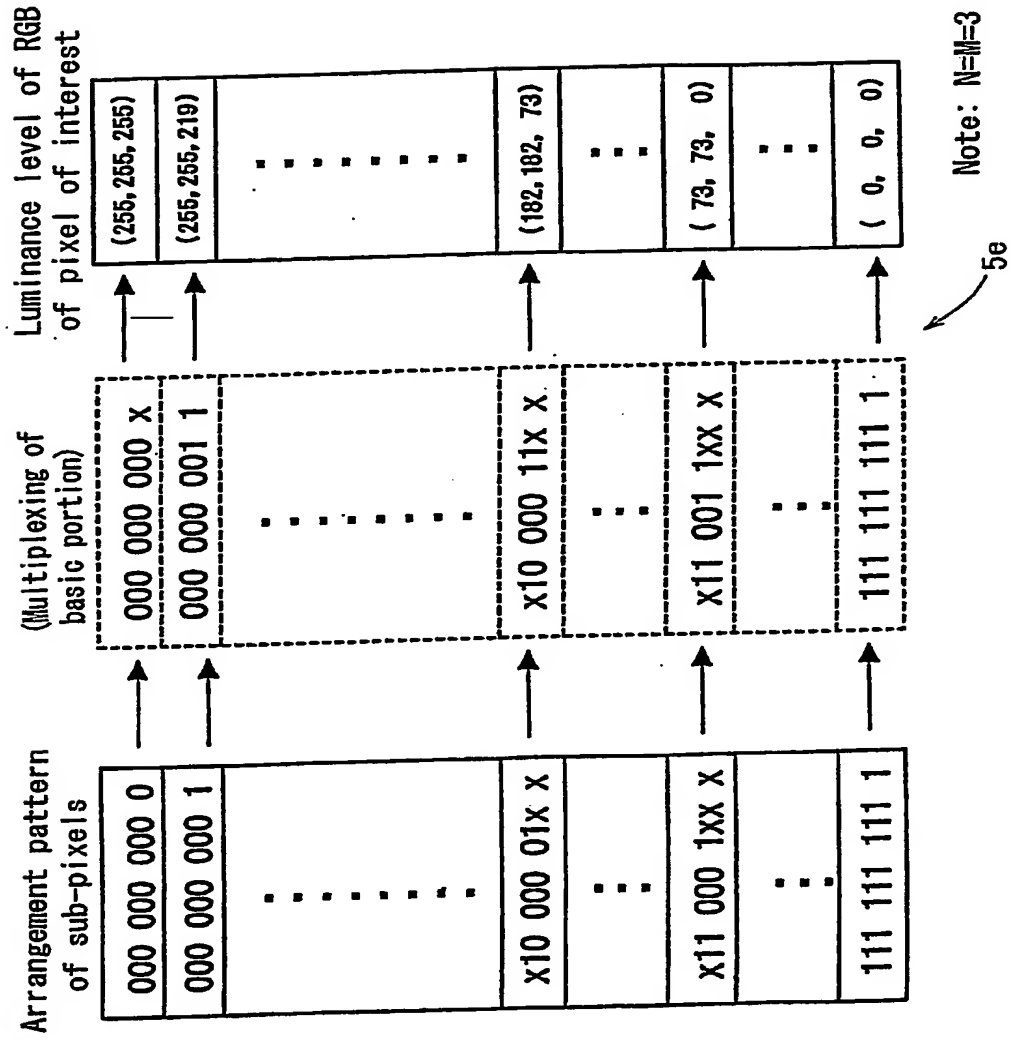 Arrangement pattern
of sub-pixels
000 000 000 0
000 000 000 1
x10 000 01x x
x11 000 1xx x
111 111 111 1
(Multiplexing of
basic portion)
000 000 000 x
000 000 001 1
x10 000 11x x
x11 001 1xx x
111 111 111 1
Luminance level of RGB
of pixel of interest
(255,255,255)
(255,255,219)
(182,182, 73)
( 73, 73, 0)
( 0, 0, 0)
5e
Note: N=M=3